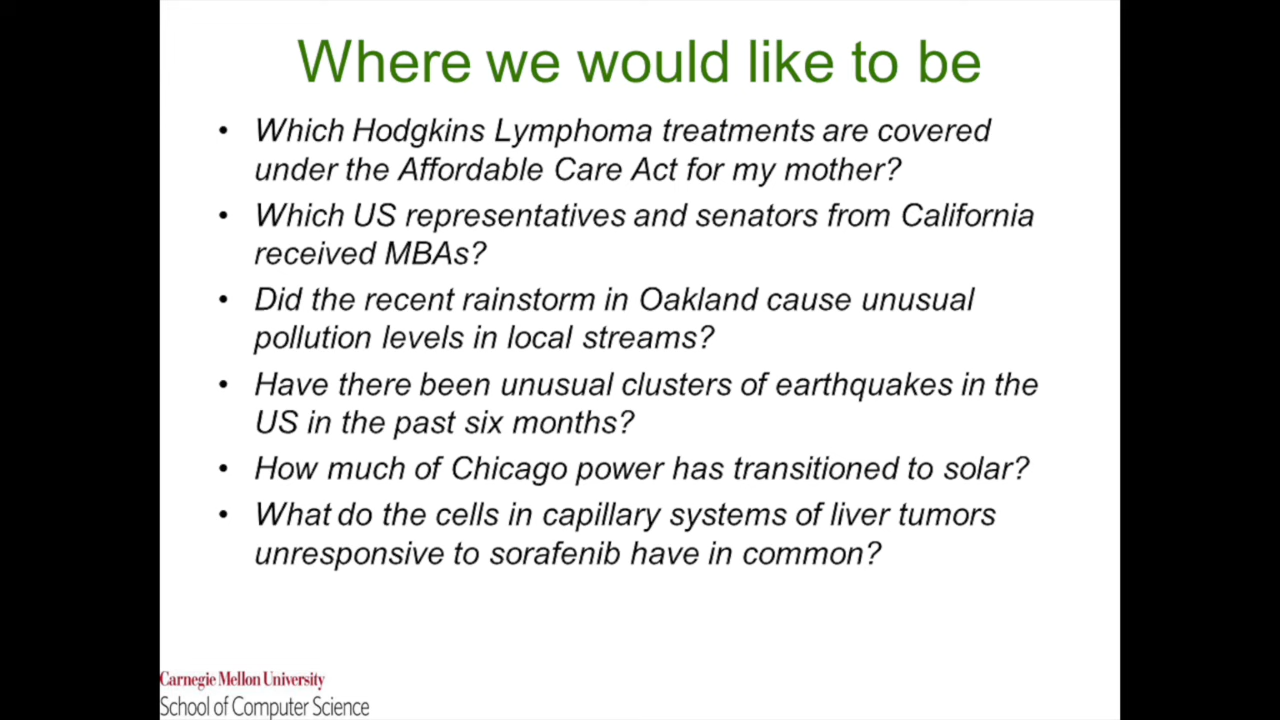 Where we would like to be
• Which Hodgkins Lymphoma treatments are covered
under the Affordable Care Act for my mother?
• Which US representatives and senators from California
received MBAs?
• Did the recent rainstorm in Oakland cause unusual
pollution levels in local streams?
• Have there been unusual clusters of earthquakes in the
US in the past six months?
• How much of Chicago power has transitioned to solar?
• What do the cells in capillary systems of liver tumors
unresponsive to sorafenib have in common?
Carnegie Mellon University
School of Computer Science